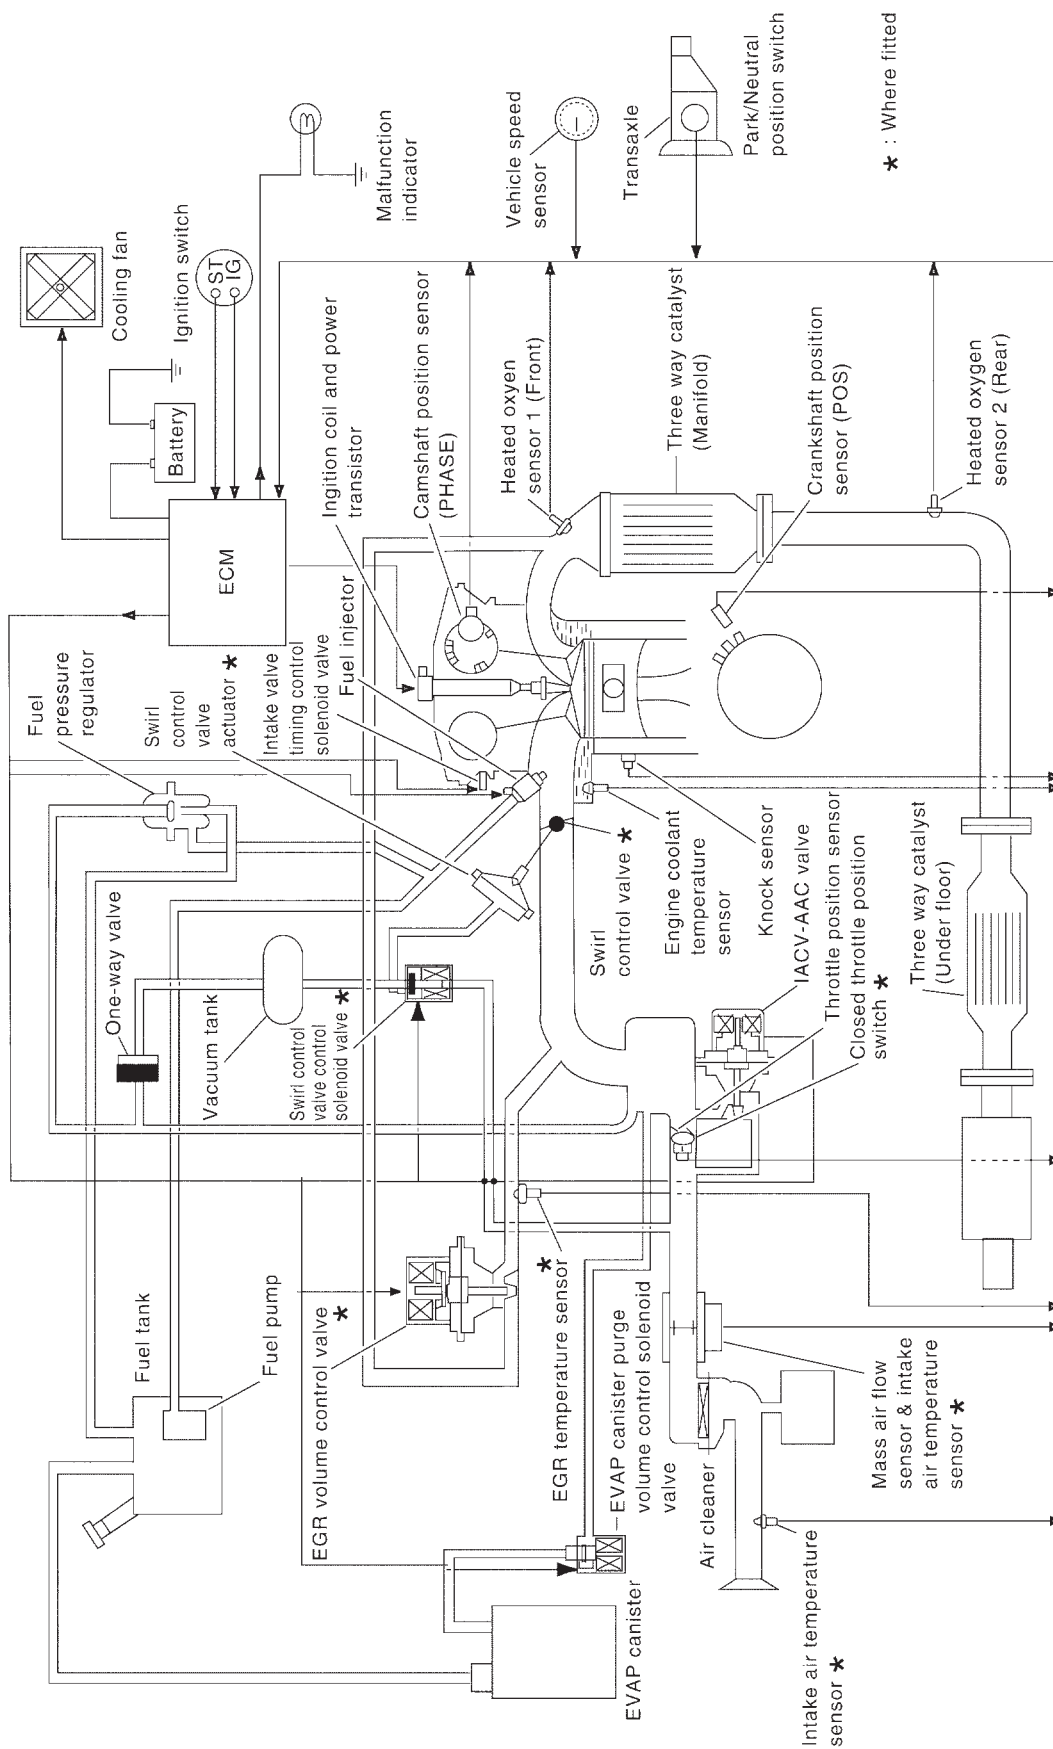 Cooling fan
Ignition switch
ST
IG
Battery
ECM
Malfunction
indicator
Vehicle speed
sensor
Transaxle
Park/Neutral
position switch
* : Where fitted
Ingition coil and power
transistor
Camshaft position sensor
(PHASE)
Heated oxyen
sensor 1 (Front)
Three way catalyst
(Manifold)
Crankshaft position
sensor (POS)
Heated oxygen
sensor 2 (Rear)
Fuel
pressure
regulator
Swirl
control
valve
actuator *
Intake valve
timing control
solenoid valve
Fuel injector
One-way valve
Vacuum tank
Swirl control
valve control
solenoid valve *
Swirl
control valve *
Engine coolant
temperature
sensor
Knock sensor
IACV-AAC valve
Throttle position sensor
Closed throttle position
switch *
Three way catalyst
(Under floor)
Fuel tank
Fuel pump
EGR volume control valve *
EGR temperature sensor *
EVAP canister purge
volume control solenoid
valve
Air cleaner
Mass air flow
sensor & intake
air temperature
sensor *
EVAP canister
Intake air temperature
sensor *